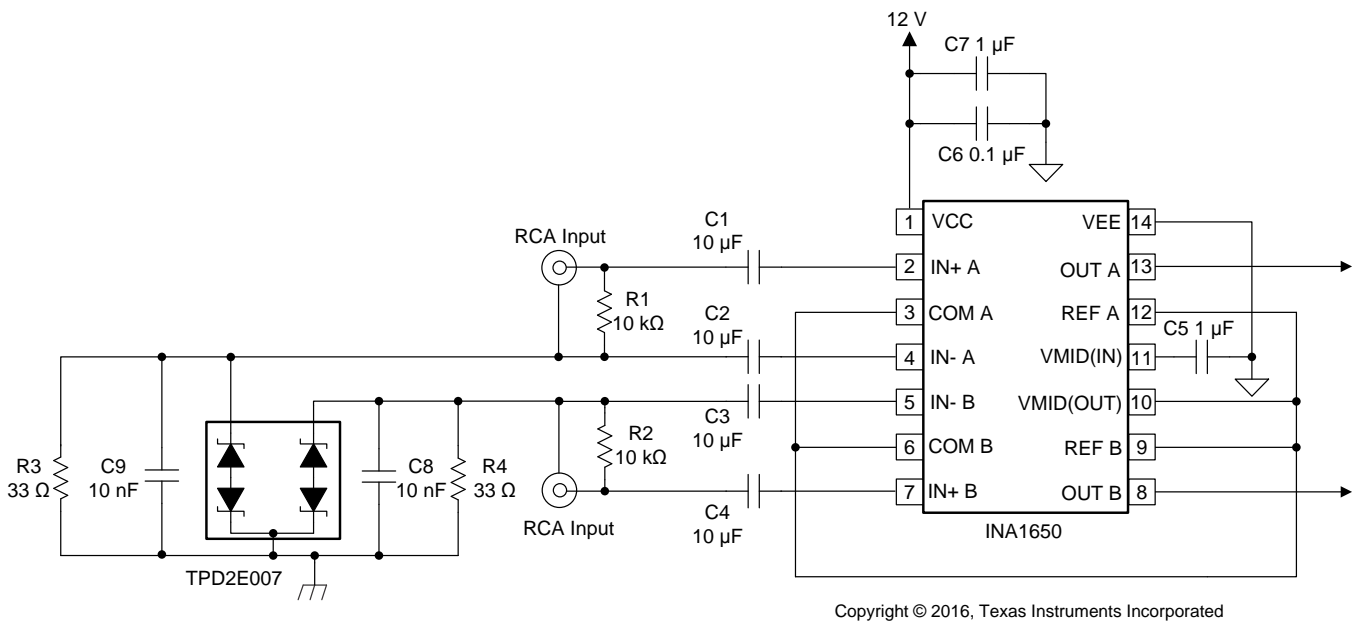 12 V
C7 1 µF
C6 0.1 µF
RCA Input
C1
10 µF
R1
10 kΩ
C2
10 µF
C3
10 µF
R2
10 kΩ
C4
10 µF
RCA Input
R3
33 Ω
C9
10 nF
C8
10 nF
R4
33 Ω
TPD2E007
1 VCC VEE 14
2 IN+ A OUT A 13
3 COM A REF A 12
C5 1 µF
4 IN- A VMID(IN) 11
5 IN- B VMID(OUT) 10
6 COM B REF B 9
7 IN+ B OUT B 8
INA1650
Copyright © 2016, Texas Instruments Incorporated